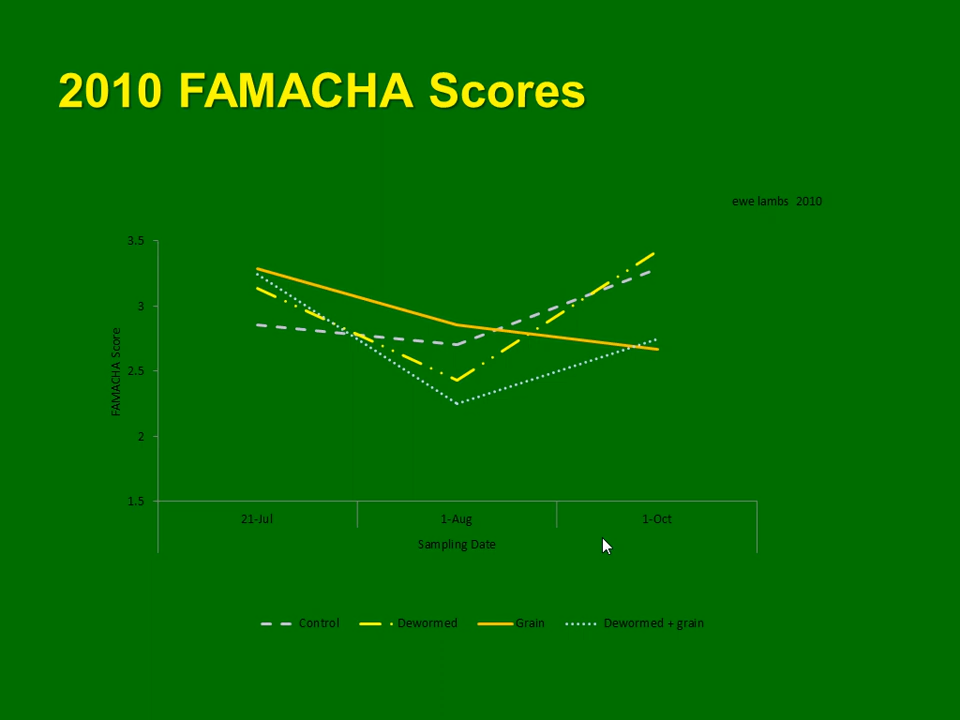 2010 FAMACHA Scores
ewe lambs 2010
3.5
3
2.5
2
1.5
FAMACHA Score
21-Jul 1-Aug 1-Oct
Sampling Date
Control Dewormed Grain Dewormed + grain